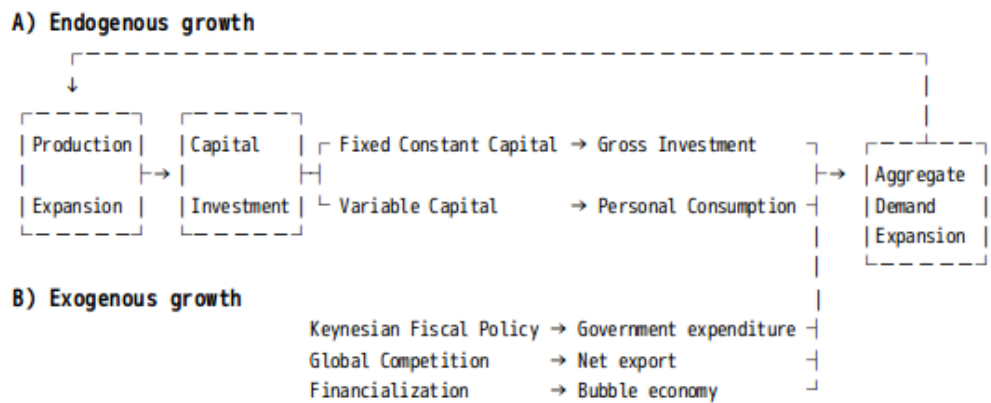 A) Endogenous growth
Production Capital Fixed Constant Capital → Gross Investment
Aggregate
Expansion Investment Variable Capital → Personal Consumption Demand
Expansion
B) Exogenous growth
Keynesian Fiscal Policy → Government expenditure
Global Competition → Net export
Financialization → Bubble economy